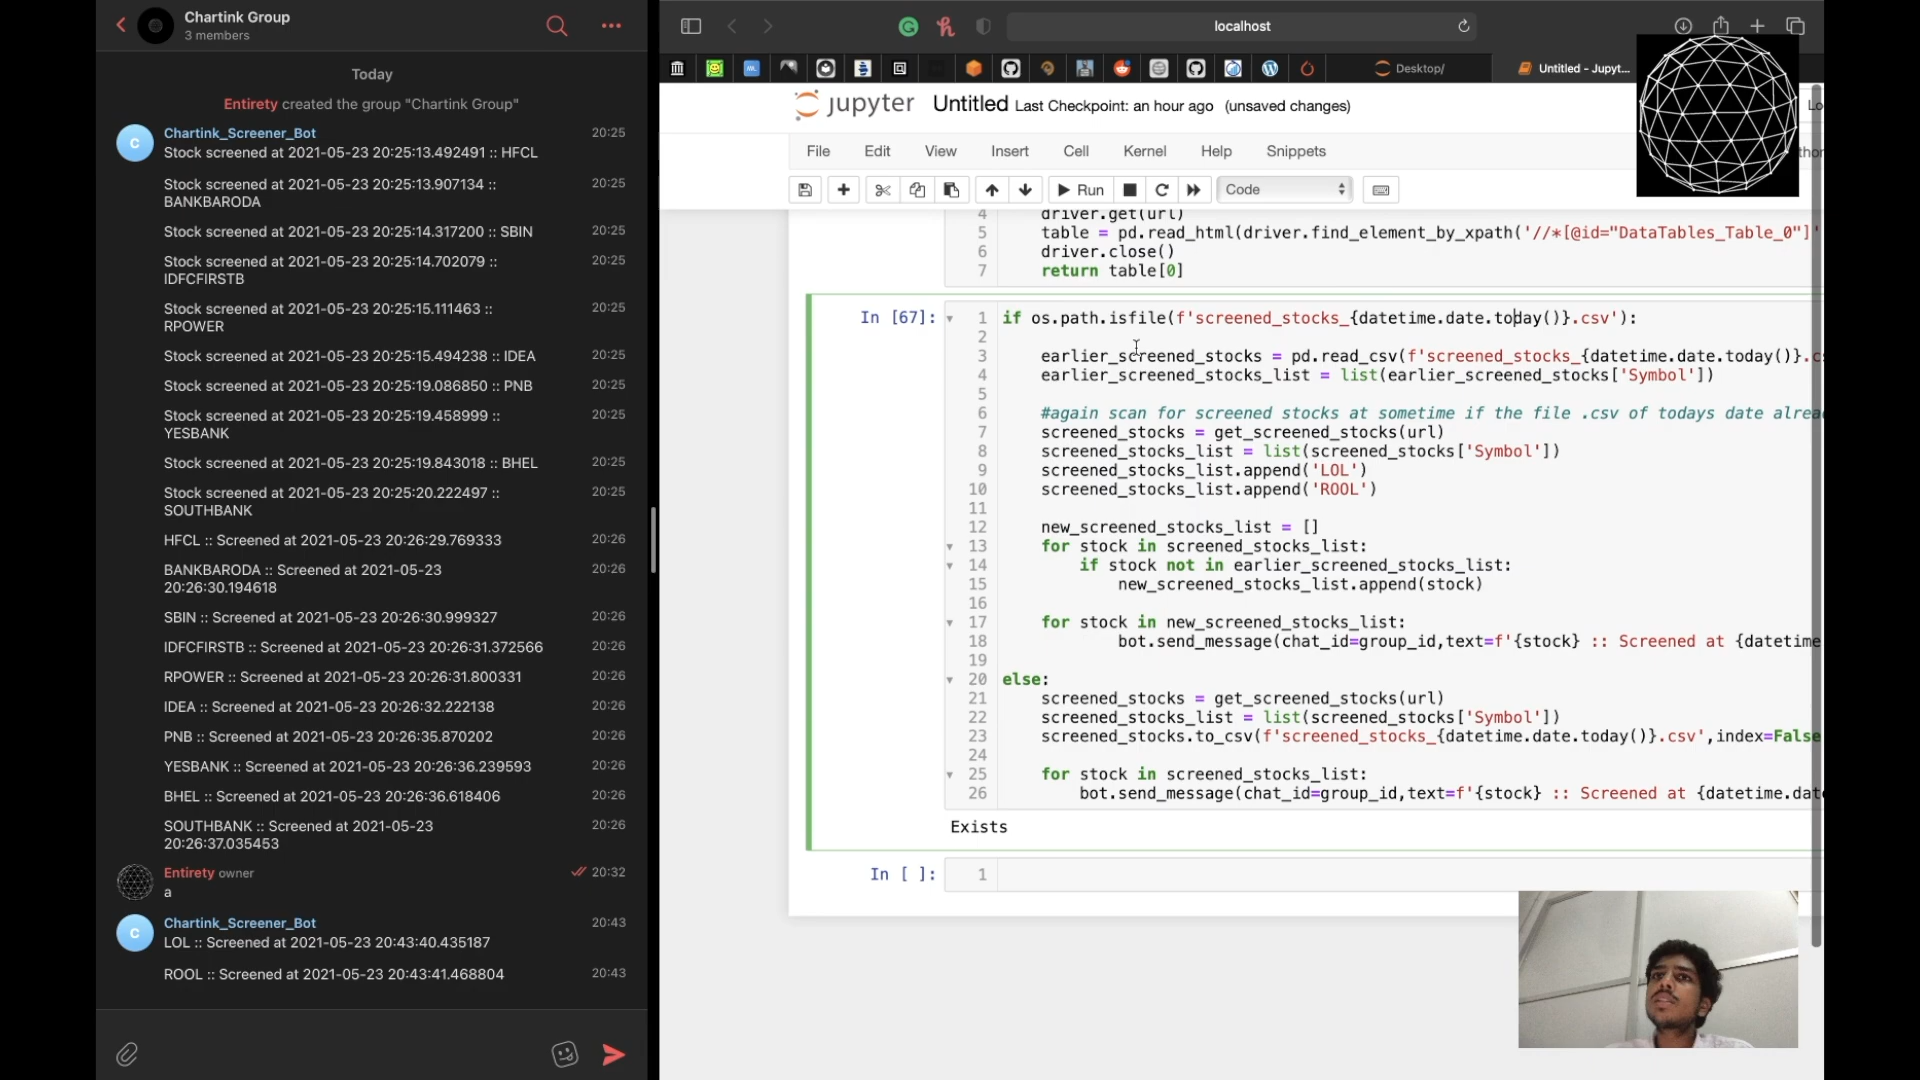 Chartink Group
3 members
Today
Entirety created the group "Chartink Group"
Chartink_Screener_Bot
20:25
Stock screened at 2021-05-23 20:25:13.492491 :: HFCL
Stock screened at 2021-05-23 20:25:13.907134 ::
20:25
BANKBARODA
Stock screened at 2021-05-23 20:25:14.317200 :: SBIN
20:25
Stock screened at 2021-05-23 20:25:14.702079 ::
20:25
IDFCFIRSTB
Stock screened at 2021-05-23 20:25:15.111463 ::
20:25
RPOWER
Stock screened at 2021-05-23 20:25:15.494238 :: IDEA
20:25
Stock screened at 2021-05-23 20:25:19.086850 :: PNB
20:25
Stock screened at 2021-05-23 20:25:19.458999 ::
20:25
YESBANK
Stock screened at 2021-05-23 20:25:19.843018 :: BHEL
20:25
Stock screened at 2021-05-23 20:25:20.222497 ::
20:25
SOUTHBANK
HFCL :: Screened at 2021-05-23 20:26:29.769333
20:26
BANKBARODA :: Screened at 2021-05-23
20:26
20:26:30.194618
SBIN :: Screened at 2021-05-23 20:26:30.999327
20:26
IDFCFIRSTB :: Screened at 2021-05-23 20:26:31.372566
20:26
RPOWER :: Screened at 2021-05-23 20:26:31.800331
20:26
IDEA :: Screened at 2021-05-23 20:26:32.222138
20:26
PNB :: Screened at 2021-05-23 20:26:35.870202
20:26
YESBANK :: Screened at 2021-05-23 20:26:36.239593
20:26
BHEL :: Screened at 2021-05-23 20:26:36.618406
20:26
SOUTHBANK :: Screened at 2021-05-23
20:26
20:26:37.035453
Entirety owner
20:32
a
C
Chartink_Screener_Bot
20:43
LOL :: Screened at 2021-05-23 20:43:40.435187
C
ROOL :: Screened at 2021-05-23 20:43:41.468804
20:43
localhost
Desktop/
Untitled - Jupyt...
jupyter Untitled Last Checkpoint: an hour ago (unsaved changes)
Lo
File Edit View Insert Cell Kernel Help Snippets
Run
Code
4 driver.get(url)
5 table = pd.read_html(driver.find_element_by_xpath('//*[@id="DataTables_Table_0"]'
6 driver.close()
7 return table[0]
In [67]:
1 if os.path.isfile(f'screened_stocks_{datetime.date.today()}.csv'):
2
3 earlier_screened_stocks = pd.read_csv(f'screened_stocks_{datetime.date.today()}.c
4 earlier_screened_stocks_list = list(earlier_screened_stocks['Symbol'])
5
6 #again scan for screened stocks at sometime if the file .csv of todays date alrea
7 screened_stocks = get_screened_stocks(url)
8 screened_stocks_list = list(screened_stocks['Symbol'])
9 screened_stocks_list.append('LOL')
10 screened_stocks_list.append('ROOL')
11
12 new_screened_stocks_list = []
13 for stock in screened_stocks_list:
14 if stock not in earlier_screened_stocks_list:
15 new_screened_stocks_list.append(stock)
16
17 for stock in new_screened_stocks_list:
18 bot.send_message(chat_id=group_id,text=f'{stock} :: Screened at {datetime
19
20 else:
21 screened_stocks = get_screened_stocks(url)
22 screened_stocks_list = list(screened_stocks['Symbol'])
23 screened_stocks.to_csv(f'screened_stocks_{datetime.date.today()}.csv',index=False
24
25 for stock in screened_stocks_list:
26 bot.send_message(chat_id=group_id,text=f'{stock} :: Screened at {datetime.dat
Exists
In [ ]:
1